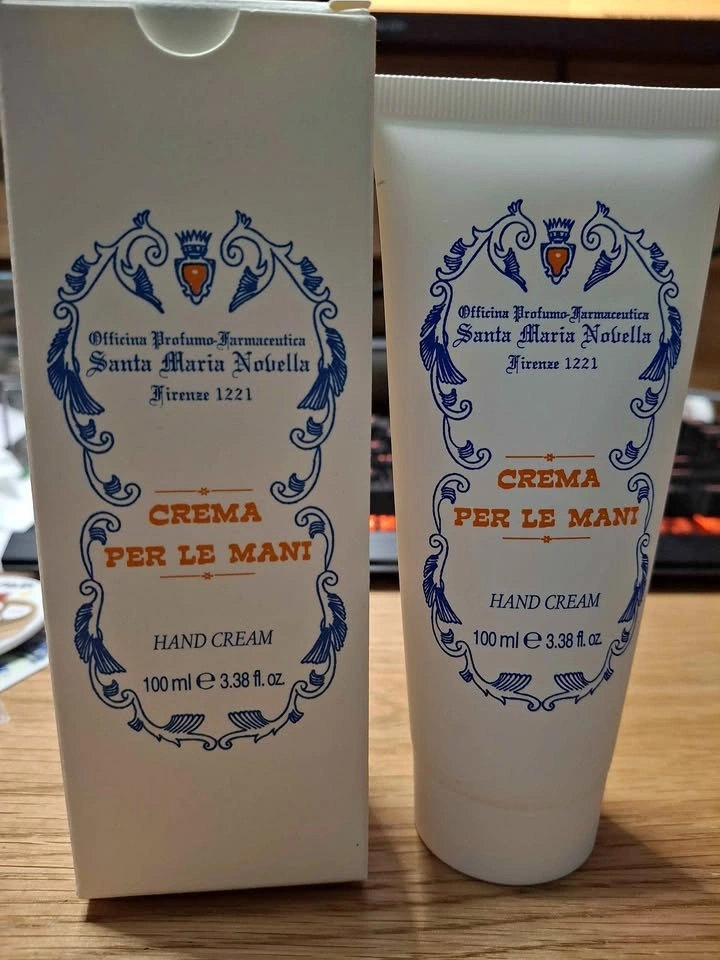 Officina Profumo-Farmaceutica
Santa Maria Novella
Firenze 1221
CREMA
PER LE MANI
HAND CREAM
100 ml ℮ 3.38 fl. oz.
Officina Profumo-Farmaceutica
Santa Maria Novella
Firenze 1221
CREMA
PER LE MANI
HAND CREAM
100 ml ℮ 3.38 fl. oz.